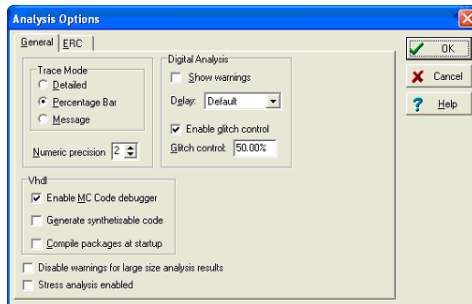 Analysis Options
General
ERC
Trace Mode
Detailed
Percentage Bar
Message
Numeric precision 2
Digital Analysis
Show warnings
Delay: Default
Enable glitch control
Glitch control: 50.00%
Vhdl
Enable MC Code debugger
Generate synthetisable code
Compile packages at startup
Disable warnings for large size analysis results
Stress analysis enabled
OK
Cancel
Help